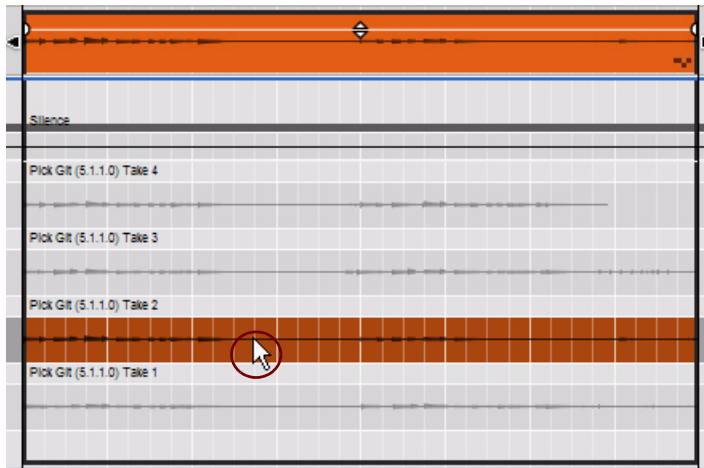 Silence
Pick Git (5.1.1.0) Take 4
Pick Git (5.1.1.0) Take 3
Pick Git (5.1.1.0) Take 2
Pick Git (5.1.1.0) Take 1